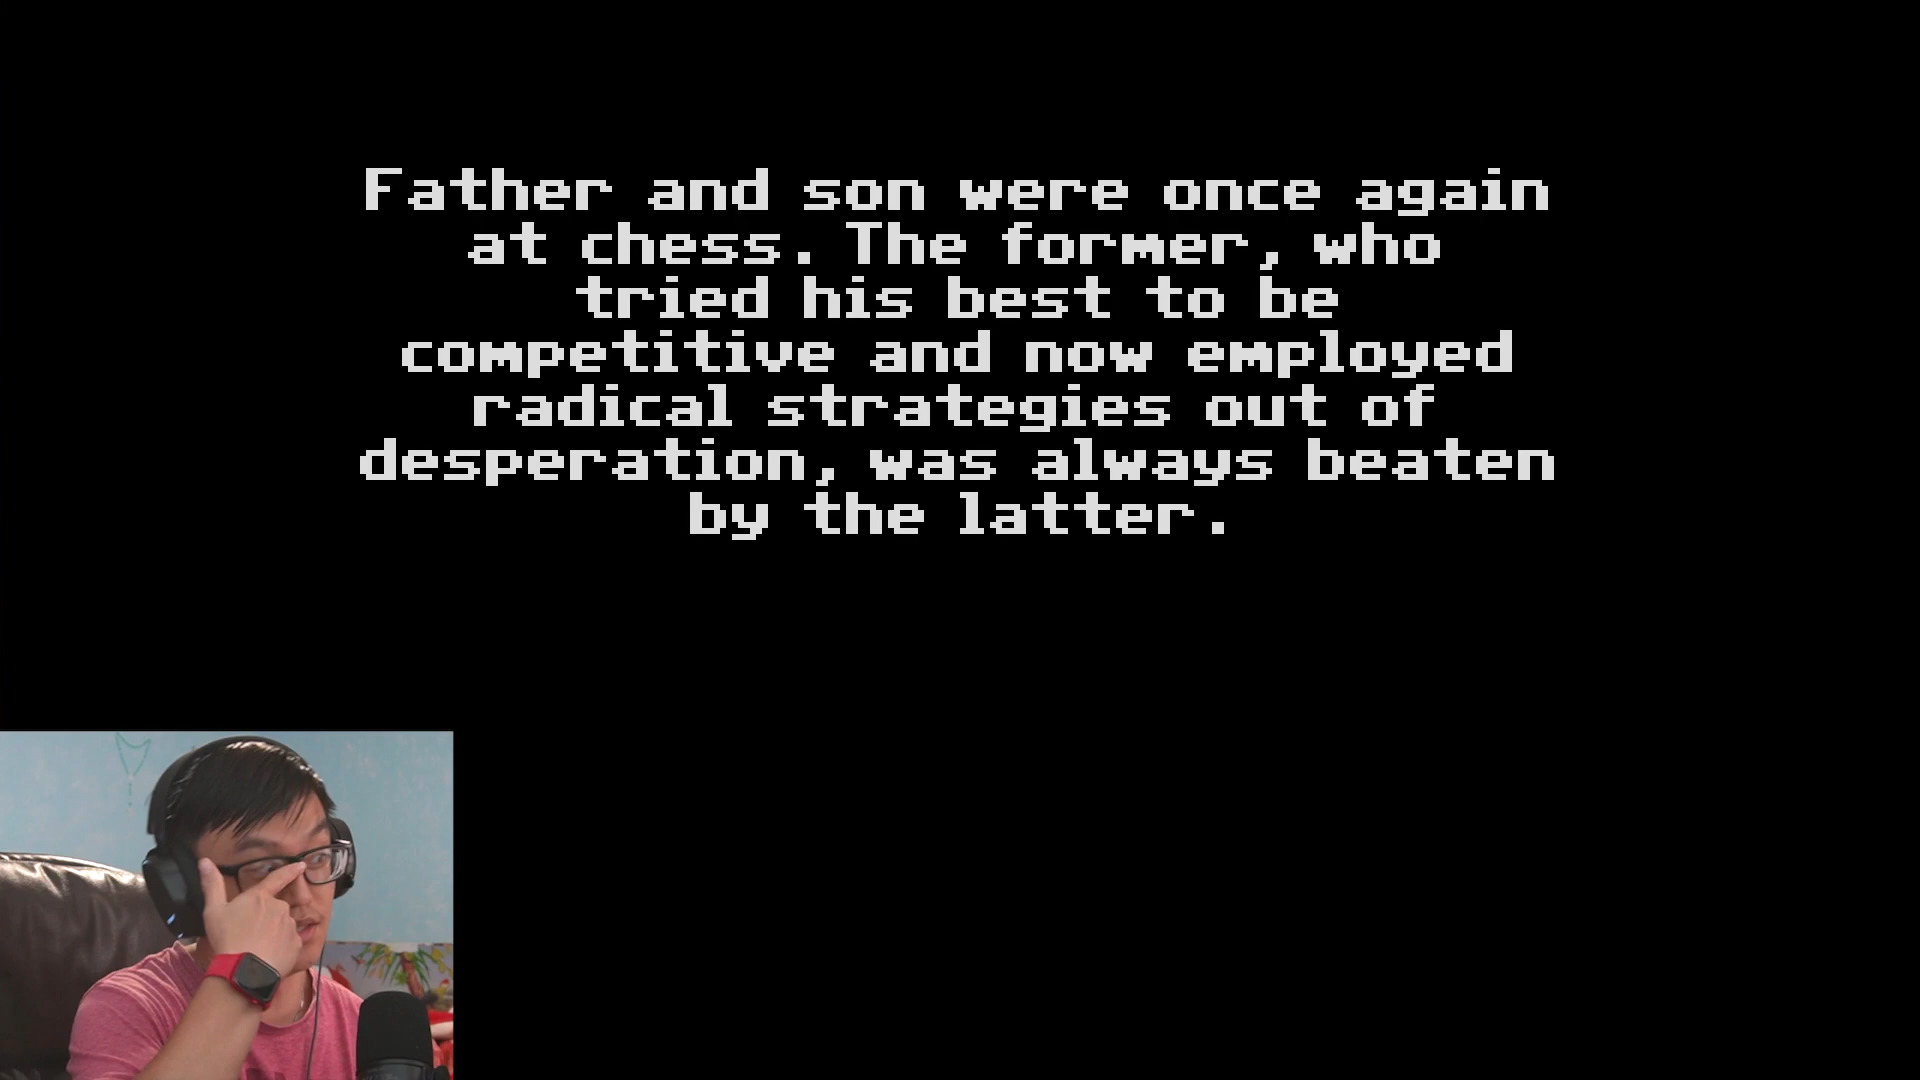 Father and son were once again
at chess. The former, who
tried his best to be
competitive and now employed
radical strategies out of
desperation, was always beaten
by the latter.